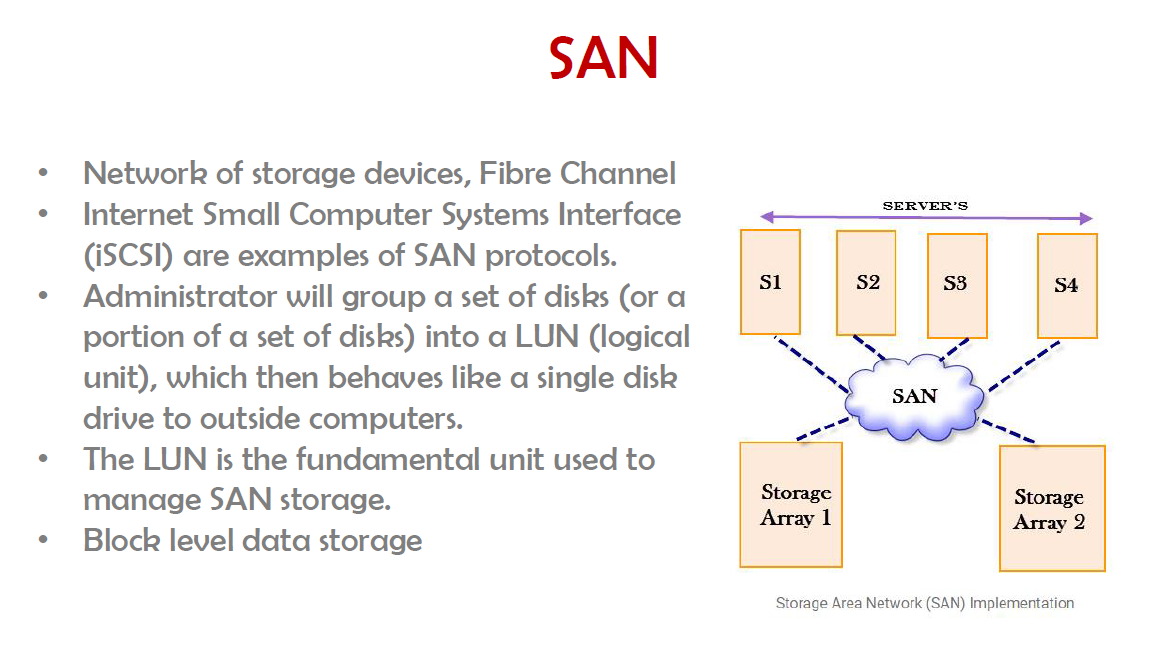 SAN
• Network of storage devices, Fibre Channel
• Internet Small Computer Systems Interface
(iSCSI) are examples of SAN protocols.
• Administrator will group a set of disks (or a
portion of a set of disks) into a LUN (logical
unit), which then behaves like a single disk
drive to outside computers.
• The LUN is the fundamental unit used to
manage SAN storage.
• Block level data storage
SERVER'S
S1
S2
S3
S4
SAN
Storage
Array 1
Storage
Array 2
Storage Area Network (SAN) Implementation